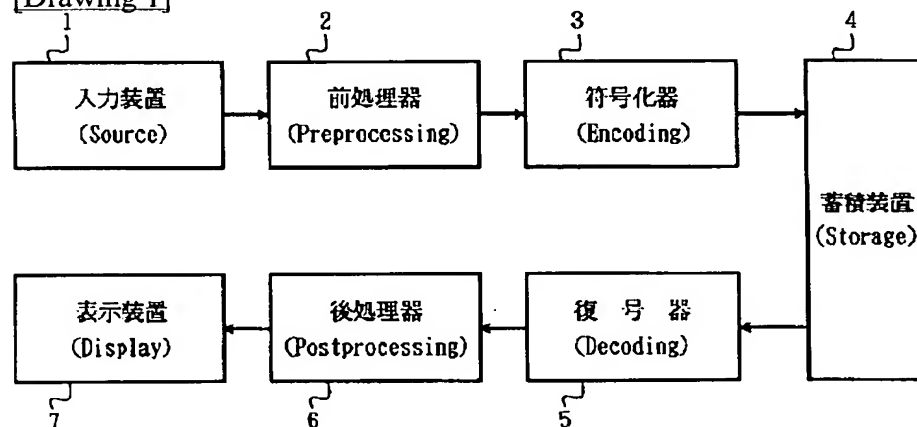 [Drawing 1]
1
2
3
4
入力装置
(Source)
前処理器
(Preprocessing)
符号化器
(Encoding)
蓄積装置
(Storage)
表示装置
(Display)
後処理器
(Postprocessing)
復号器
(Decoding)
7
6
5